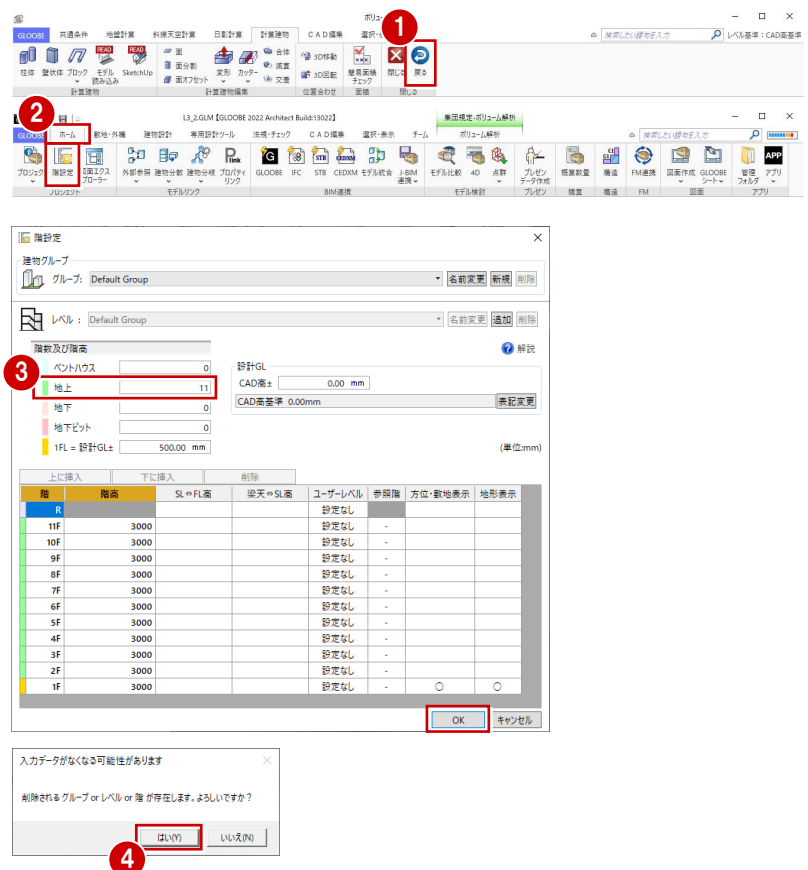 ボリュー
1
GLOOBE 共通条件 地盤計算 斜線天空計算 日影計算 計算建物 CAD編集 選択・ 検索したい語句を入力 レベル基準：CAD高基準
柱体 壁状体 ブロック モデル読み込み SketchUp 面 面分割 面オフセット 変形 カッター 合体 減算 交差 3D移動 3D回転 簡易面積チェック 閉じる 戻る
計算建物 計算建物編集 位置合わせ 面積 閉じる
2
L3_2.GLM【GLOOBE 2022 Architect Build:13022】 集団規定-ボリューム解析
GLOOBE ホーム 敷地・外構 建物設計 専用設計ツール 法規・チェック CAD編集 選択・表示 チーム ボリューム解析 検索したい語句を入力
プロジェクト 階設定 図面エクスプローラー 外部参照 建物分散 建物分岐 プロパティリンク GLOOBE IFC STB CEDXM モデル統合 J-BIM連携 モデル比較 4D 点群 プレゼンデータ作成 概算数量 構造 FM連携 図面作成 GLOOBEシート 管理フォルダ アプリ
プロジェクト モデルリンク BIM連携 モデル検討 プレゼン 積算 構造 FM 図面 アプリ
階設定
建物グループ
グループ: Default Group 名前変更 新規 削除
レベル : Default Group 名前変更 追加 削除
階数及び階高 解説
3
ペントハウス 0 設計GL
地上 11 CAD高± 0.00 mm
CAD高基準 0.00mm 表記変更
地下 0
地下ピット 0
1FL = 設計GL± 500.00 mm (単位:mm)
上に挿入 下に挿入 削除
階 階高 SL⇔FL高 梁天⇔SL高 ユーザーレベル 参照階 方位・敷地表示 地形表示
R 設定なし
11F 3000 設定なし -
10F 3000 設定なし -
9F 3000 設定なし -
8F 3000 設定なし -
7F 3000 設定なし -
6F 3000 設定なし -
5F 3000 設定なし -
4F 3000 設定なし -
3F 3000 設定なし -
2F 3000 設定なし -
1F 3000 設定なし - ○ ○
OK キャンセル
入力データがなくなる可能性があります
削除される グループ or レベル or 階 が存在します。よろしいですか？
はい(Y) いいえ(N)
4